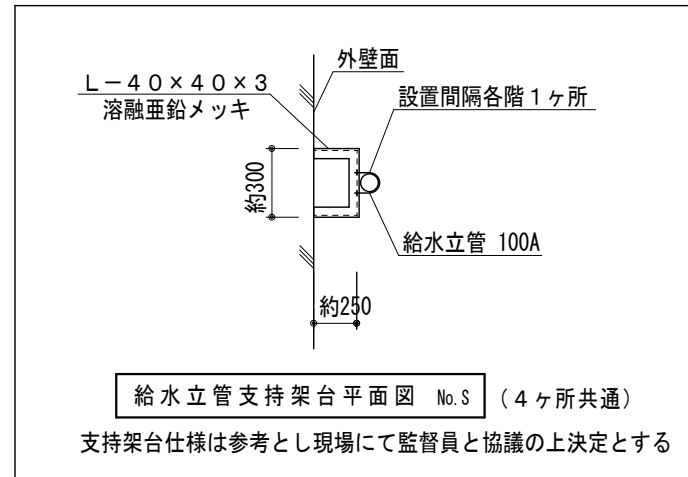 外壁面
L－40×40×3
溶融亜鉛メッキ
設置間隔各階1ヶ所
約300
給水立管 100A
約250
給水立管支持架台平面図 No.S (4ヶ所共通)
支持架台仕様は参考とし現場にて監督員と協議の上決定とする